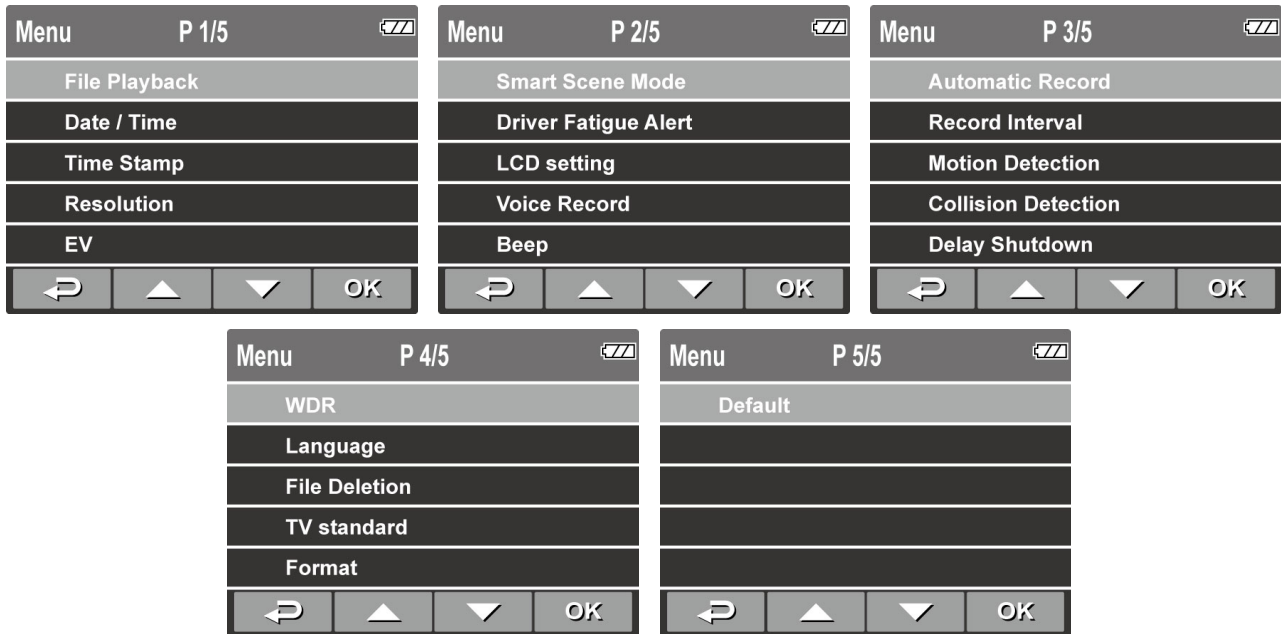 Menu P 1/5
File Playback
Date / Time
Time Stamp
Resolution
EV
OK
Menu P 2/5
Smart Scene Mode
Driver Fatigue Alert
LCD setting
Voice Record
Beep
OK
Menu P 3/5
Automatic Record
Record Interval
Motion Detection
Collision Detection
Delay Shutdown
OK
Menu P 4/5
WDR
Language
File Deletion
TV standard
Format
OK
Menu P 5/5
Default
OK